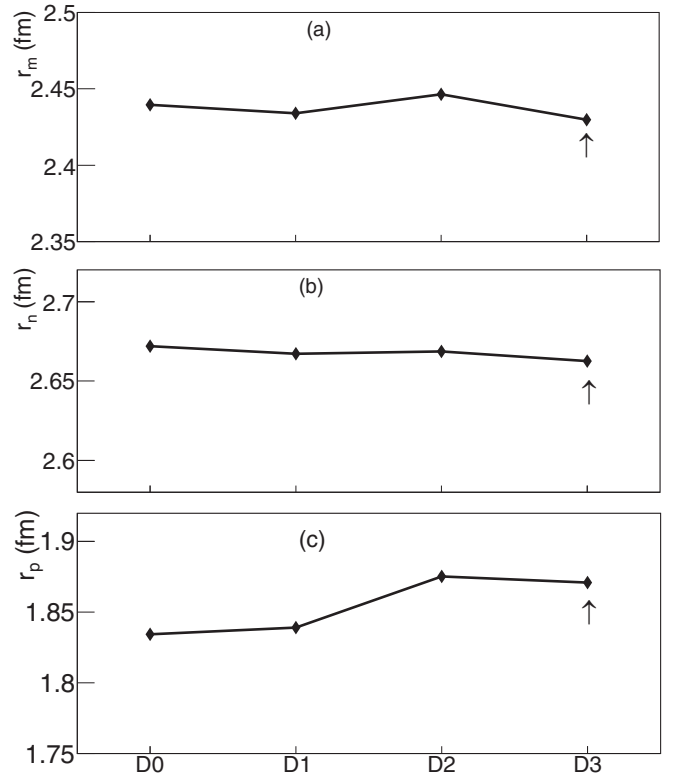 2.5
(a)
r_m (fm)
2.45
2.4
2.35
(b)
r_n (fm)
2.7
2.65
2.6
(c)
r_p (fm)
1.9
1.85
1.8
1.75
D0 D1 D2 D3